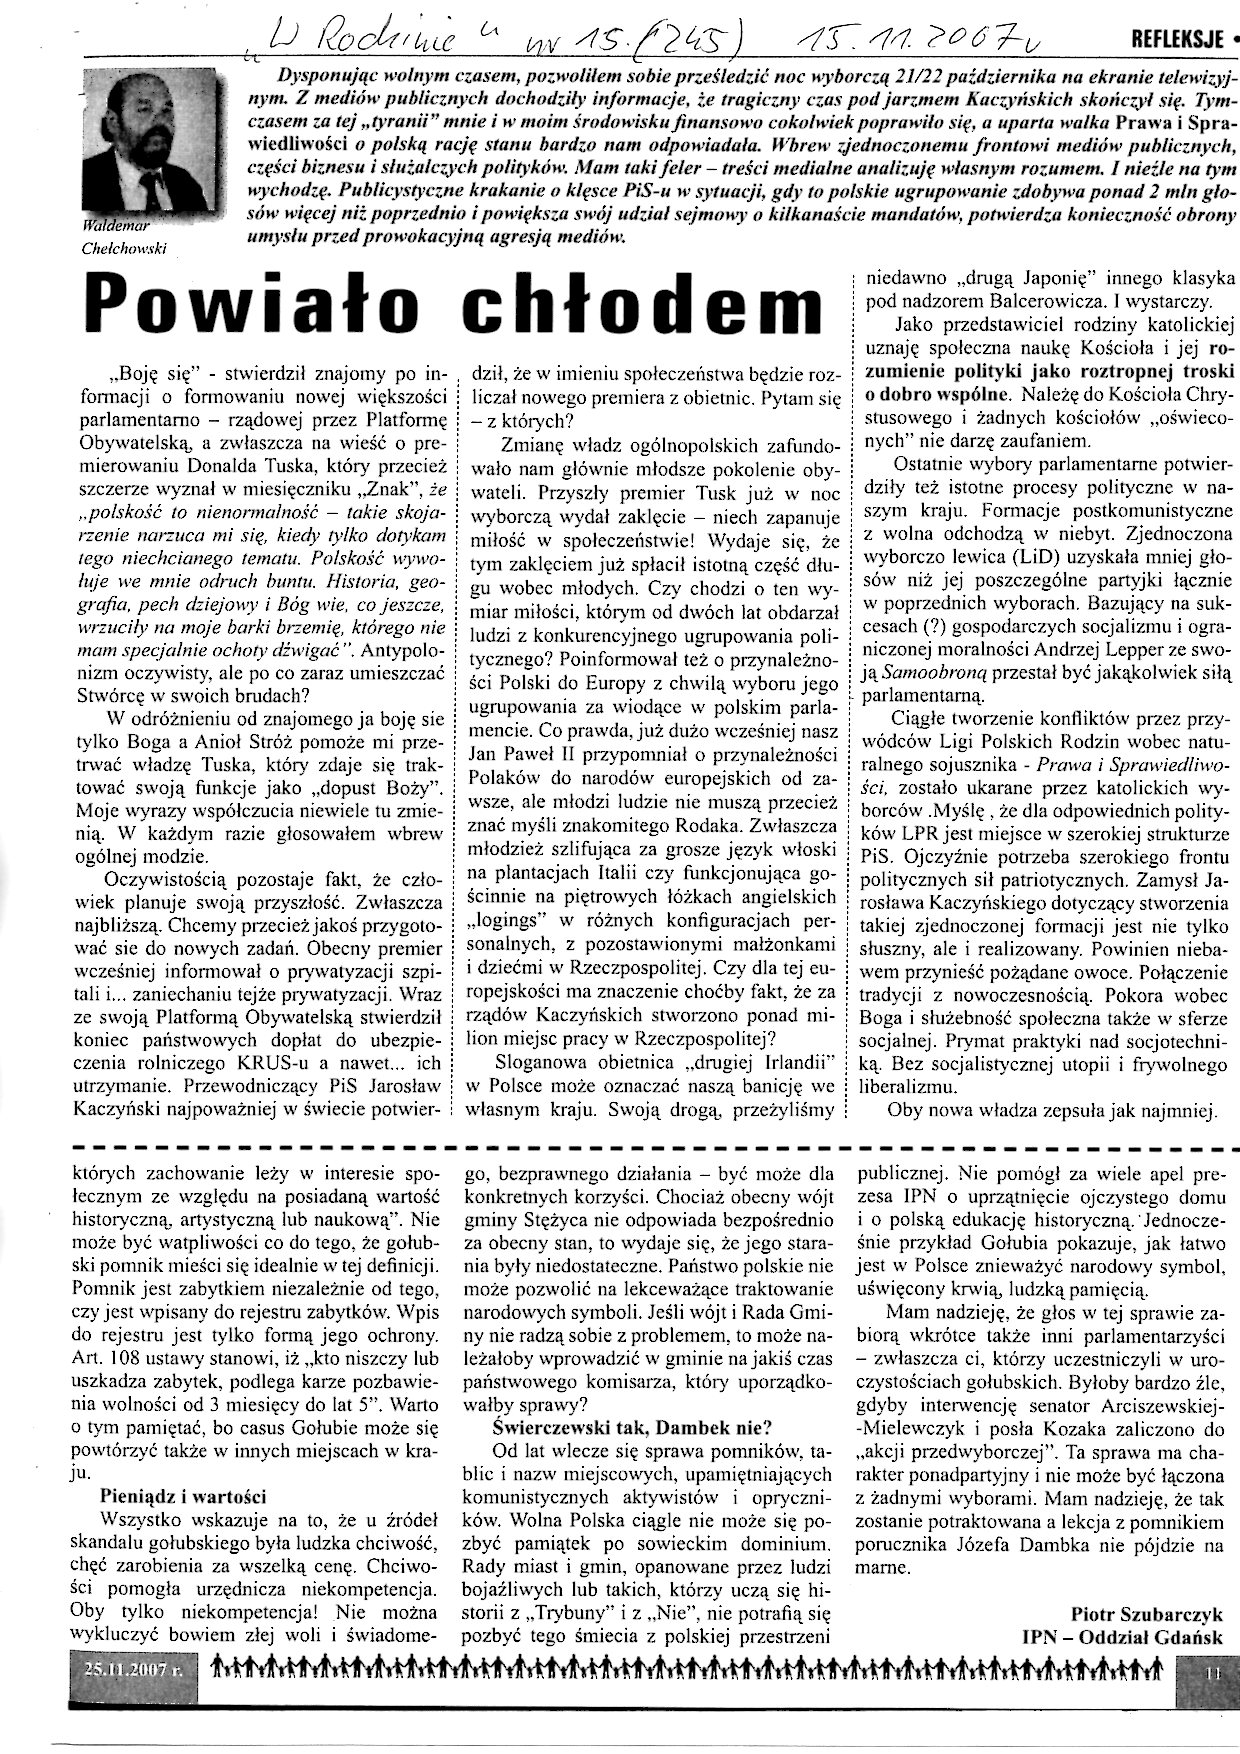 „W Rodzinie" nr 15.(245) 15.11.2007r
REFLEKSJE •
Dysponując wolnym czasem, pozwoliłem sobie prześledzić noc wyborczą 21/22 października na ekranie telewizyj-
nym. Z mediów publicznych dochodziły informacje, że tragiczny czas pod jarzmem Kaczyńskich skończył się. Tym-
czasem za tej „tyranii” mnie i w moim środowisku finansowo cokolwiek poprawiło się, a uparta walka Prawa i Spra-
wiedliwości o polską rację stanu bardzo nam odpowiadała. Wbrew zjednoczonemu frontowi mediów publicznych,
części biznesu i służalczych polityków. Mam taki feler – treści medialne analizuję własnym rozumem. I nieźle na tym
wychodzę. Publicystyczne krakanie o klęsce PiS-u w sytuacji, gdy to polskie ugrupowanie zdobywa ponad 2 mln gło-
sów więcej niż poprzednio i powiększa swój udział sejmowy o kilkanaście mandatów, potwierdza konieczność obrony
umysłu przed prowokacyjną agresją mediów.
Waldemar
Chełchowski
Powiało chłodem
„Boję się” - stwierdził znajomy po in-
formacji o formowaniu nowej większości
parlamentarno – rządowej przez Platformę
Obywatelską, a zwłaszcza na wieść o pre-
mierowaniu Donalda Tuska, który przecież
szczerze wyznał w miesięczniku „Znak”, że
„polskość to nienormalność – takie skoja-
rzenie narzuca mi się, kiedy tylko dotykam
tego niechcianego tematu. Polskość wywo-
łuje we mnie odruch buntu. Historia, geo-
grafia, pech dziejowy i Bóg wie, co jeszcze,
wrzuciły na moje barki brzemię, którego nie
mam specjalnie ochoty dźwigać”. Antypolo-
nizm oczywisty, ale po co zaraz umieszczać
Stwórcę w swoich brudach?
W odróżnieniu od znajomego ja boję sie
tylko Boga a Anioł Stróż pomoże mi prze-
trwać władzę Tuska, który zdaje się trak-
tować swoją funkcje jako „dopust Boży”.
Moje wyrazy współczucia niewiele tu zmie-
nią. W każdym razie głosowałem wbrew
ogólnej modzie.
Oczywistością pozostaje fakt, że czło-
wiek planuje swoją przyszłość. Zwłaszcza
najbliższą. Chcemy przecież jakoś przygoto-
wać sie do nowych zadań. Obecny premier
wcześniej informował o prywatyzacji szpi-
tali i... zaniechaniu tejże prywatyzacji. Wraz
ze swoją Platformą Obywatelską stwierdził
koniec państwowych dopłat do ubezpie-
czenia rolniczego KRUS-u a nawet... ich
utrzymanie. Przewodniczący PiS Jarosław
Kaczyński najpoważniej w świecie potwier-
dził, że w imieniu społeczeństwa będzie roz-
liczał nowego premiera z obietnic. Pytam się
– z których?
Zmianę władz ogólnopolskich zafundo-
wało nam głównie młodsze pokolenie oby-
wateli. Przyszły premier Tusk już w noc
wyborczą wydał zaklęcie – niech zapanuje
miłość w społeczeństwie! Wydaje się, że
tym zaklęciem już spłacił istotną część dłu-
gu wobec młodych. Czy chodzi o ten wy-
miar miłości, którym od dwóch lat obdarzał
ludzi z konkurencyjnego ugrupowania poli-
tycznego? Poinformował też o przynależno-
ści Polski do Europy z chwilą wyboru jego
ugrupowania za wiodące w polskim parla-
mencie. Co prawda, już dużo wcześniej nasz
Jan Paweł II przypomniał o przynależności
Polaków do narodów europejskich od za-
wsze, ale młodzi ludzie nie muszą przecież
znać myśli znakomitego Rodaka. Zwłaszcza
młodzież szlifująca za grosze język włoski
na plantacjach Italii czy funkcjonująca go-
ścinnie na piętrowych łóżkach angielskich
„logings” w różnych konfiguracjach per-
sonalnych, z pozostawionymi małżonkami
i dziećmi w Rzeczpospolitej. Czy dla tej eu-
ropejskości ma znaczenie choćby fakt, że za
rządów Kaczyńskich stworzono ponad mi-
lion miejsc pracy w Rzeczpospolitej?
Sloganowa obietnica „drugiej Irlandii”
w Polsce może oznaczać naszą banicję we
własnym kraju. Swoją drogą, przeżyliśmy
niedawno „drugą Japonię” innego klasyka
pod nadzorem Balcerowicza. I wystarczy.
Jako przedstawiciel rodziny katolickiej
uznaję społeczna naukę Kościoła i jej ro-
zumienie polityki jako roztropnej troski
o dobro wspólne. Należę do Kościoła Chry-
stusowego i żadnych kościołów „oświeco-
nych” nie darzę zaufaniem.
Ostatnie wybory parlamentarne potwier-
dziły też istotne procesy polityczne w na-
szym kraju. Formacje postkomunistyczne
z wolna odchodzą w niebyt. Zjednoczona
wyborczo lewica (LiD) uzyskała mniej gło-
sów niż jej poszczególne partyjki łącznie
w poprzednich wyborach. Bazujący na suk-
cesach (?) gospodarczych socjalizmu i ogra-
niczonej moralności Andrzej Lepper ze swo-
ją Samoobroną przestał być jakąkolwiek siłą
parlamentarną.
Ciągłe tworzenie konfliktów przez przy-
wódców Ligi Polskich Rodzin wobec natu-
ralnego sojusznika - Prawa i Sprawiedliwo-
ści, zostało ukarane przez katolickich wy-
borców .Myślę , że dla odpowiednich polity-
ków LPR jest miejsce w szerokiej strukturze
PiS. Ojczyźnie potrzeba szerokiego frontu
politycznych sił patriotycznych. Zamysł Ja-
rosława Kaczyńskiego dotyczący stworzenia
takiej zjednoczonej formacji jest nie tylko
słuszny, ale i realizowany. Powinien nieba-
wem przynieść pożądane owoce. Połączenie
tradycji z nowoczesnością. Pokora wobec
Boga i służebność społeczna także w sferze
socjalnej. Prymat praktyki nad socjotechni-
ką. Bez socjalistycznej utopii i frywolnego
liberalizmu.
Oby nowa władza zepsuła jak najmniej.
których zachowanie leży w interesie spo-
łecznym ze względu na posiadaną wartość
historyczną, artystyczną lub naukową”. Nie
może być watpliwości co do tego, że gołub-
ski pomnik mieści się idealnie w tej definicji.
Pomnik jest zabytkiem niezależnie od tego,
czy jest wpisany do rejestru zabytków. Wpis
do rejestru jest tylko formą jego ochrony.
Art. 108 ustawy stanowi, iż „kto niszczy lub
uszkadza zabytek, podlega karze pozbawie-
nia wolności od 3 miesięcy do lat 5”. Warto
o tym pamiętać, bo casus Gołubie może się
powtórzyć także w innych miejscach w kra-
ju.
Pieniądz i wartości
Wszystko wskazuje na to, że u źródeł
skandalu gołubskiego była ludzka chciwość,
chęć zarobienia za wszelką cenę. Chciwo-
ści pomogła urzędnicza niekompetencja.
Oby tylko niekompetencja! Nie można
wykluczyć bowiem złej woli i świadome-
go, bezprawnego działania – być może dla
konkretnych korzyści. Chociaż obecny wójt
gminy Stężyca nie odpowiada bezpośrednio
za obecny stan, to wydaje się, że jego stara-
nia były niedostateczne. Państwo polskie nie
może pozwolić na lekceważące traktowanie
narodowych symboli. Jeśli wójt i Rada Gmi-
ny nie radzą sobie z problemem, to może na-
leżałoby wprowadzić w gminie na jakiś czas
państwowego komisarza, który uporządko-
wałby sprawy?
Świerczewski tak, Dambek nie?
Od lat wlecze się sprawa pomników, ta-
blic i nazw miejscowych, upamiętniających
komunistycznych aktywistów i opryczni-
ków. Wolna Polska ciągle nie może się po-
zbyć pamiątek po sowieckim dominium.
Rady miast i gmin, opanowane przez ludzi
bojaźliwych lub takich, którzy uczą się hi-
storii z „Trybuny” i z „Nie”, nie potrafią się
pozbyć tego śmiecia z polskiej przestrzeni
publicznej. Nie pomógł za wiele apel pre-
zesa IPN o uprzątnięcie ojczystego domu
i o polską edukację historyczną. Jednocze-
śnie przykład Gołubia pokazuje, jak łatwo
jest w Polsce znieważyć narodowy symbol,
uświęcony krwią, ludzką pamięcią.
Mam nadzieję, że głos w tej sprawie za-
biorą wkrótce także inni parlamentarzyści
– zwłaszcza ci, którzy uczestniczyli w uro-
czystościach gołubskich. Byłoby bardzo źle,
gdyby interwencję senator Arciszewskiej-
-Mielewczyk i posła Kozaka zaliczono do
„akcji przedwyborczej”. Ta sprawa ma cha-
rakter ponadpartyjny i nie może być łączona
z żadnymi wyborami. Mam nadzieję, że tak
zostanie potraktowana a lekcja z pomnikiem
porucznika Józefa Dambka nie pójdzie na
marne.
Piotr Szubarczyk
IPN – Oddział Gdańsk
25.11.2007 r.
11